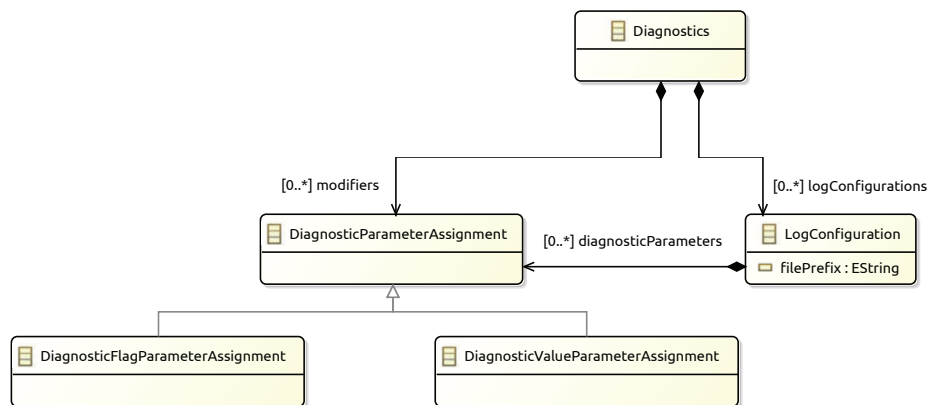 Diagnostics
[0..*] modifiers
[0..*] logConfigurations
DiagnosticParameterAssignment
[0..*] diagnosticParameters
LogConfiguration
filePrefix : EString
DiagnosticFlagParameterAssignment
DiagnosticValueParameterAssignment